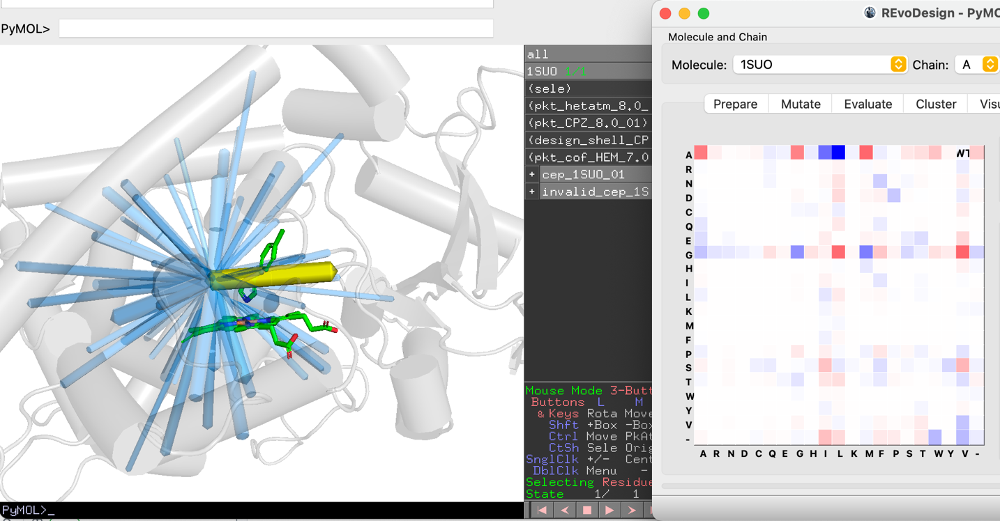 PyMOL>
all
1SUO 1/1
(sele)
(pkt_hetatm_8.0_
(pkt_CPZ_8.0_01)
(design_shell_CP
(pkt_cof_HEM_7.0
+ cep_1SUO_01
+ invalid_cep_1S
Mouse Mode 3-Butt
Buttons L M
& Keys Rota Move
Shft +Box -Box
Ctrl Move PkAt
CtSh Sele Orig
SnglClk +/- Cent
DblClk Menu -
Selecting Residue
State 1/ 1
PyMOL>_
REvoDesign - PyMO
Molecule and Chain
Molecule: 1SUO Chain: A
Prepare Mutate Evaluate Cluster Visu
WT
A
R
N
D
C
Q
E
G
H
I
L
K
M
F
P
S
T
W
Y
V
-
A R N D C Q E G H I L K M F P S T W Y V -